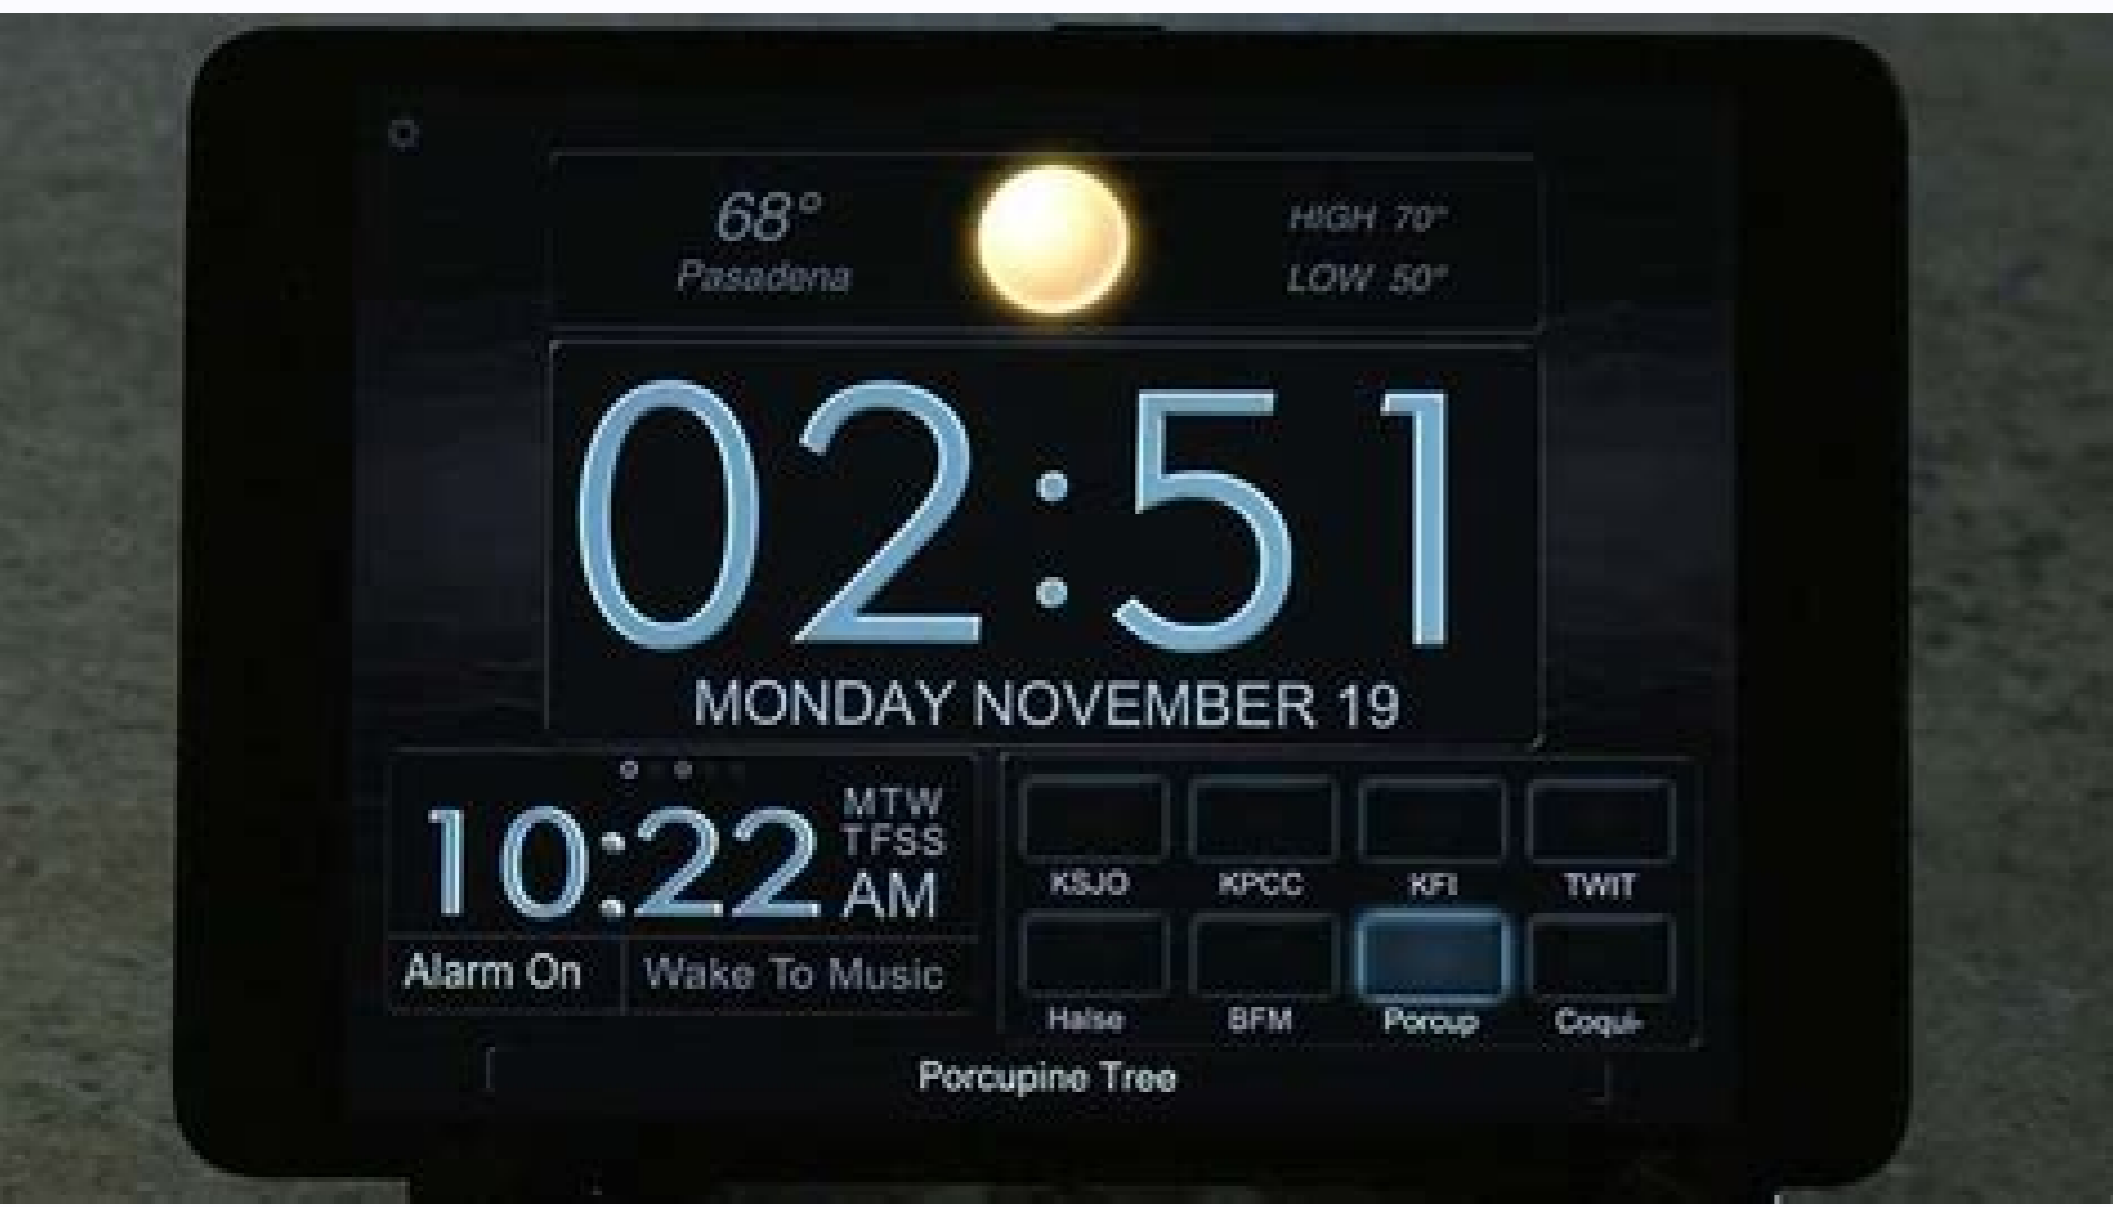 68°
Pasadena
HIGH 70°
LOW 50°
02:51
MONDAY NOVEMBER 19
10:22
MTW
TFSS
AM
Alarm On
Wake To Music
KSJO
KPCC
KFI
TWIT
Halse
BFM
Porcup
Coqui-
Porcupine Tree